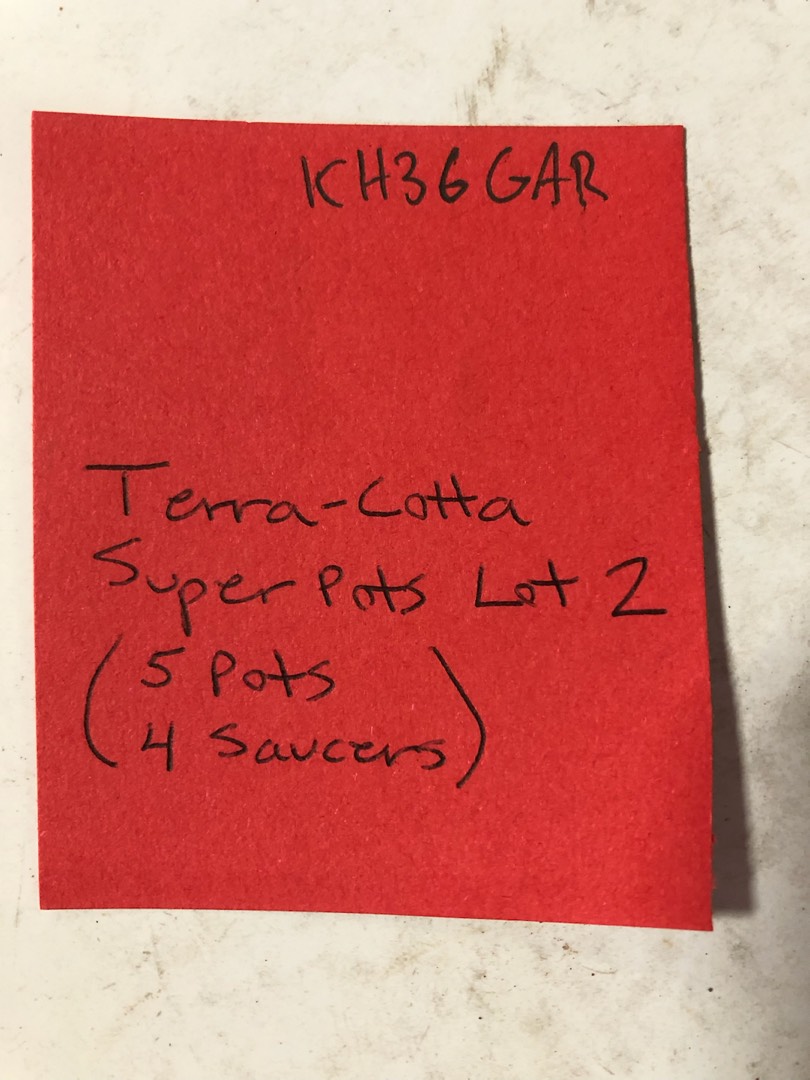 KH36GAR
Terra-Cotta
Super Pots Lot 2
(5 Pots
4 Saucers)